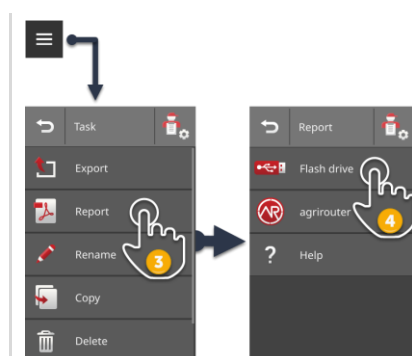 Task
Export
Report
3
Rename
Copy
Delete
Report
Flash drive
agrirouter
4
? Help